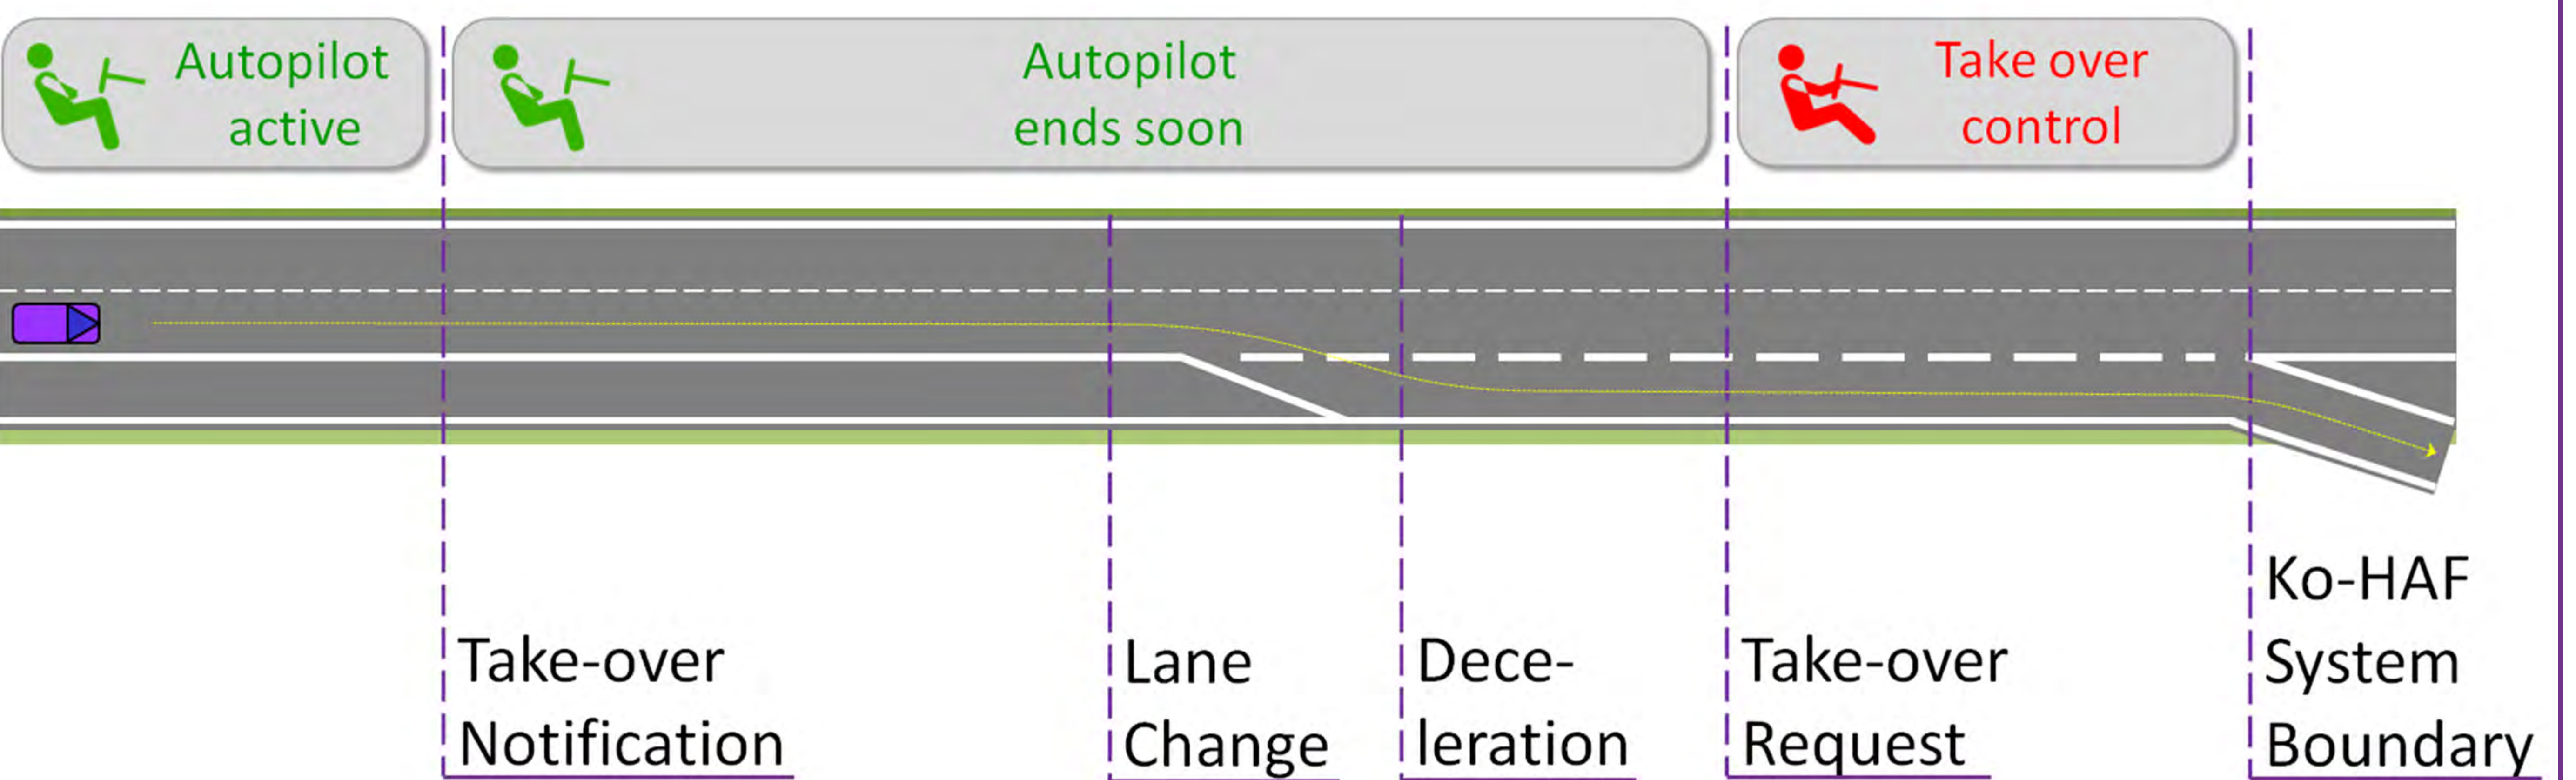 Autopilot
active
Autopilot
ends soon
Take over
control
Take-over
Notification
Lane
Change
Dece-
leration
Take-over
Request
Ko-HAF
System
Boundary